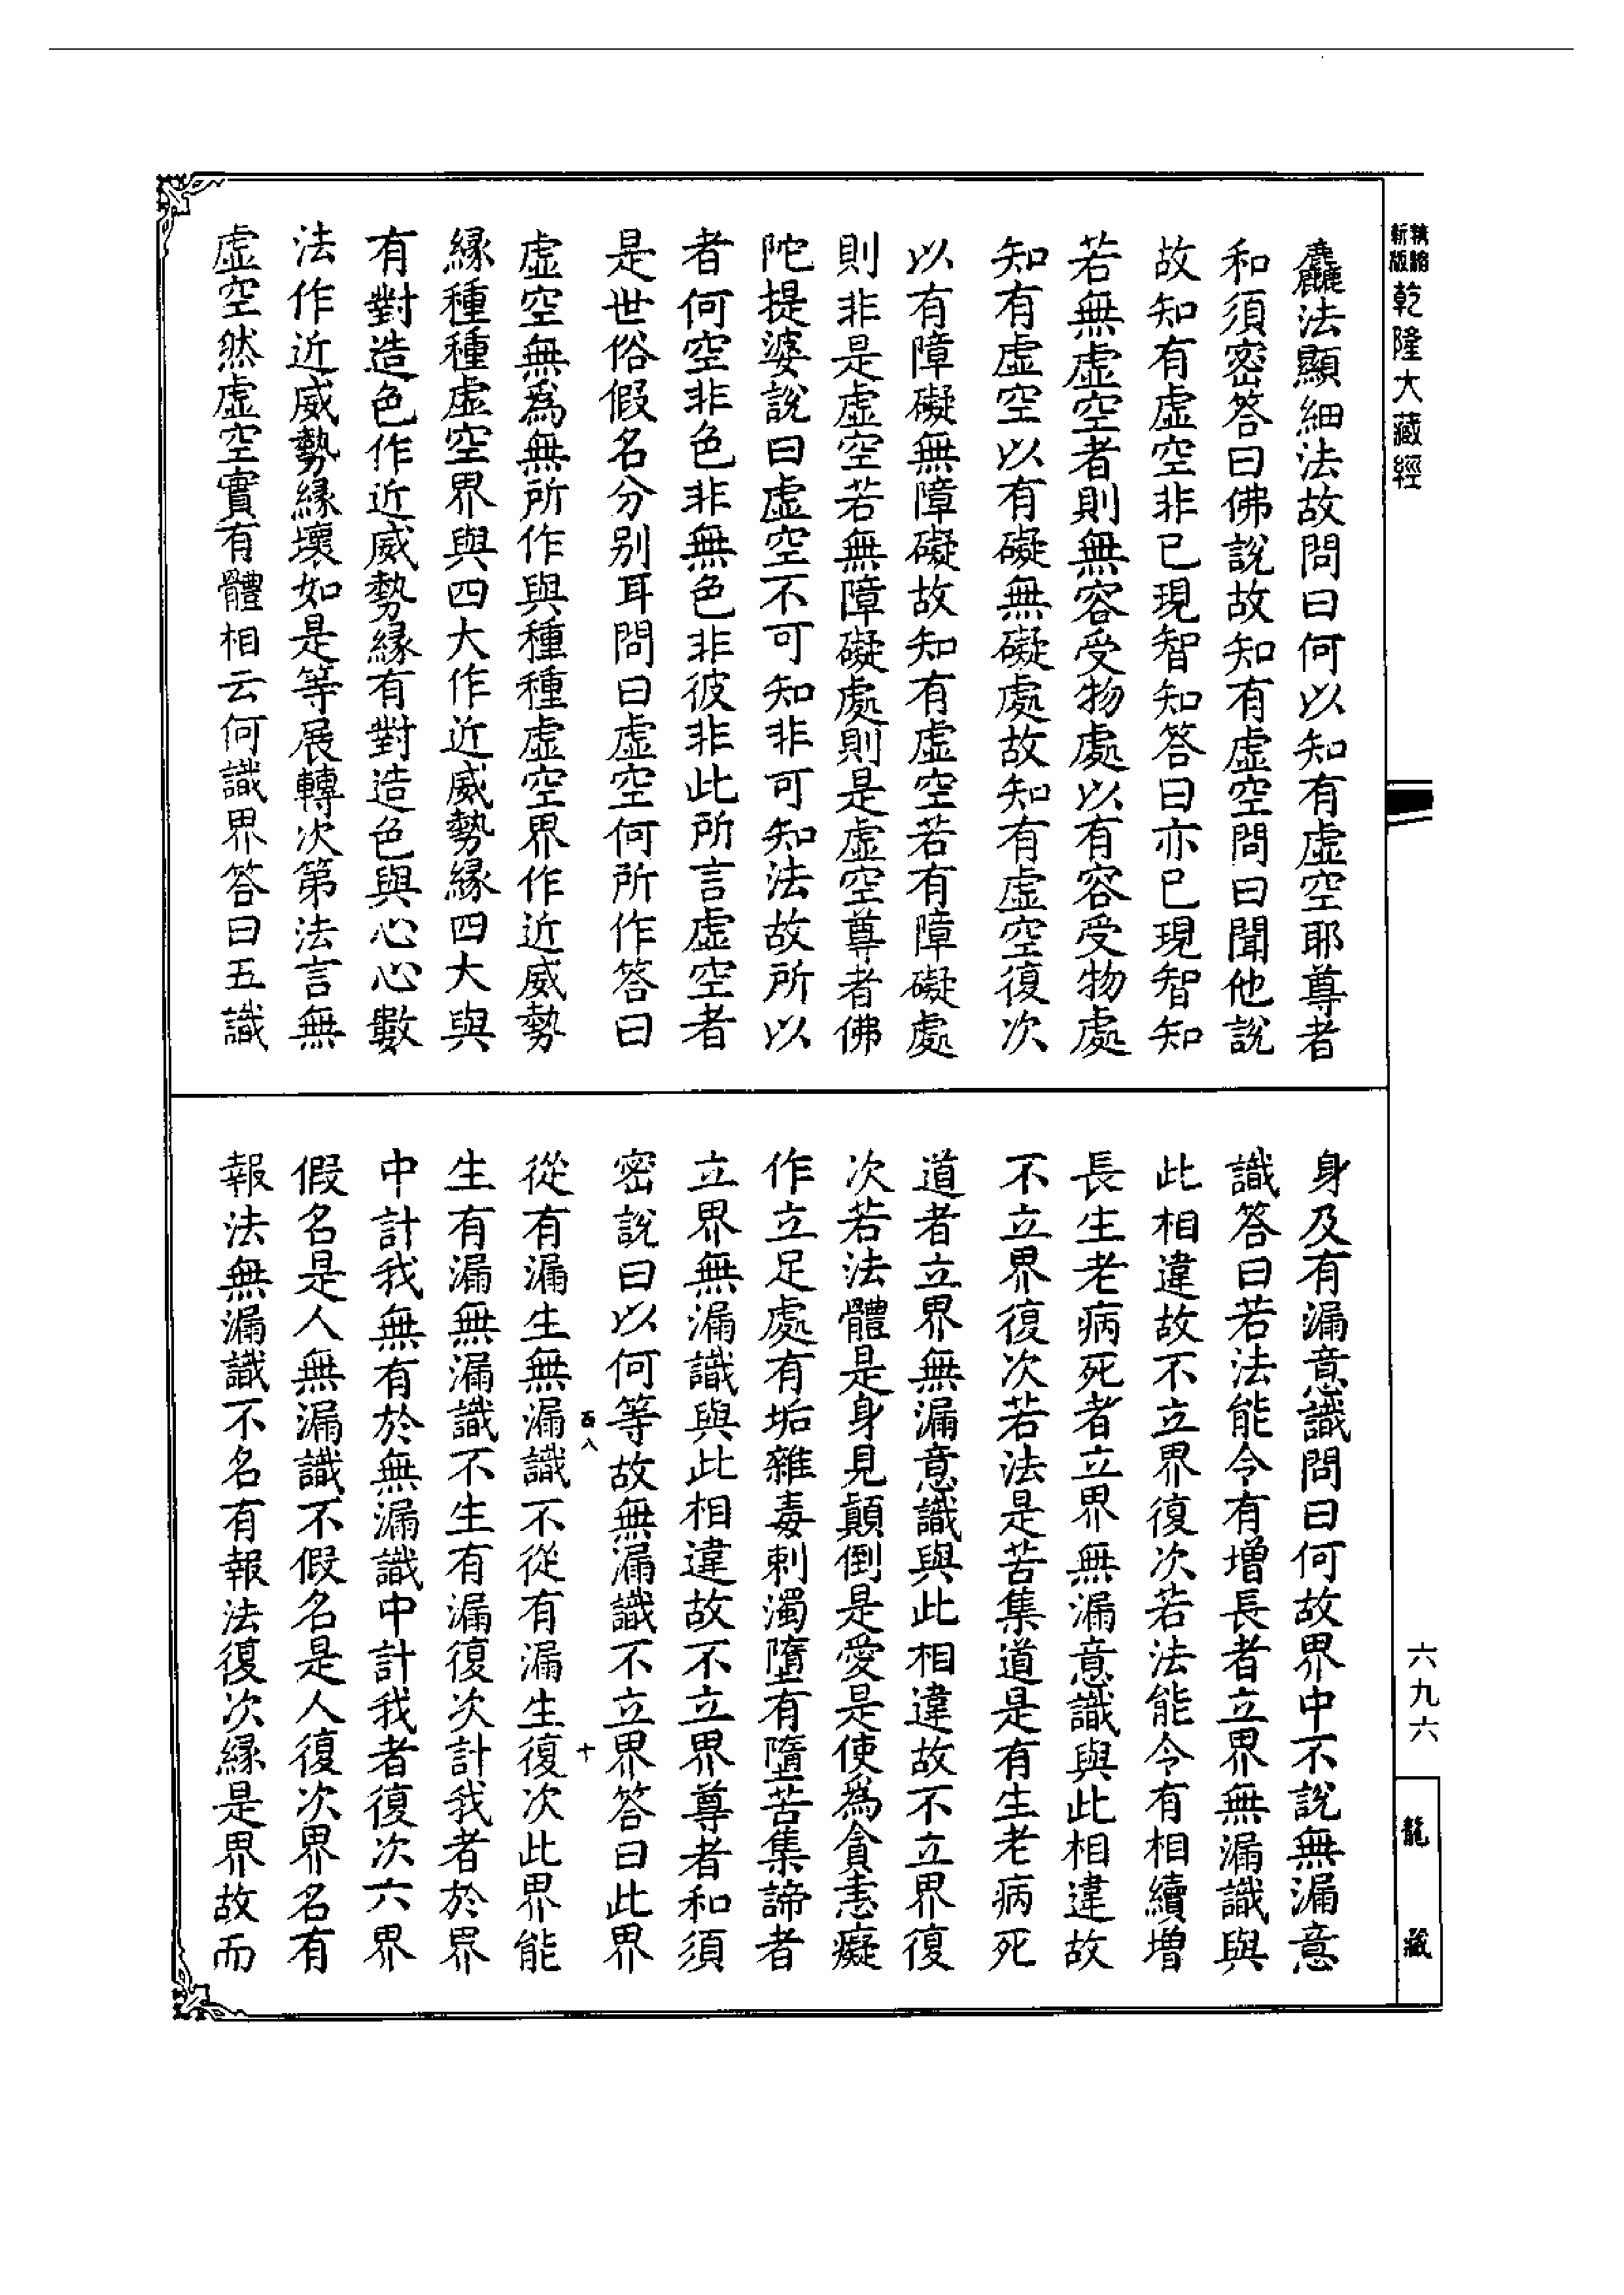 新版
乾隆大藏經
麤法顯細法故問曰何以知有虛空耶尊者
和須密答曰佛說故知有虛空問曰聞他說
故知有虛空非已現智知答曰亦已現智知
若無虛空者則無容受物處以有容受物處
知有虛空以有礙無礙處故知有虛空復次
以有障礙無障礙故知有虛空若有障礙處
則非是虛空若無障礙處則是虛空尊者佛
陀提婆說曰虛空不可知非可知法故所以
者何空非色非無色非彼非此所言虛空者
是世俗假名分別耳問曰虛空何所作答曰
虛空無為無所作與種種虛空界作近威勢
緣種種虛空界與四大作近威勢緣四大與
有對造色作近威勢緣有對造色與心心數
法作近威勢緣壞如是等展轉次第法言無
虛空然虛空實有體相云何識界答曰五識
身及有漏意識問曰何故界中不說無漏意
識答曰若法能令有增長者立界無漏識與
此相違故不立界復次若法能令有相續增
長生老病死者立界無漏意識與此相違故
不立界復次若法是苦集道是有生老病死
道者立界無漏意識與此相違故不立界復
次若法體是身見顛倒是愛是使為貪恚癡
作立足處有垢雜毒刺濁墮有墮苦集諦者
立界無漏識與此相違故不立界尊者和須
密說曰以何等故無漏識不立界答曰此界
百八
十
從有漏生無漏識不從有漏生復次此界能
生有漏無漏識不生有漏復次計我者於界
中計我無有於無漏識中計我者復次六界
假名是人無漏識不假名是人復次界名有
報法無漏識不名有報法復次緣是界故而
六九六
龍藏